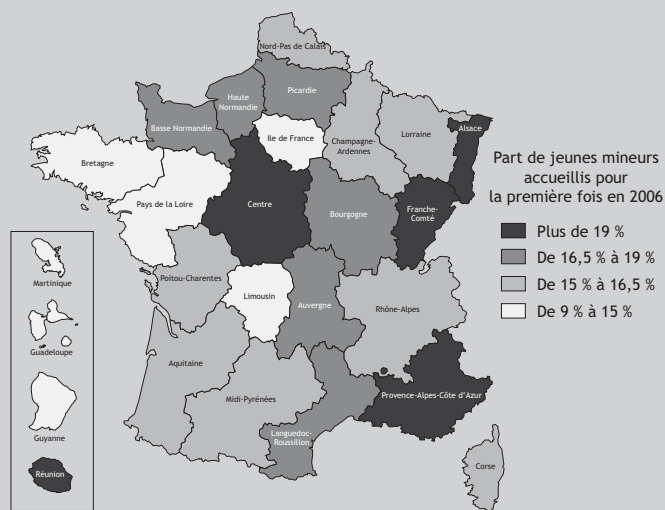 Nord-Pas de Calais
Picardie
Haute
Normandie
Basse Normandie
Ile de France
Champagne-
Ardennes
Lorraine
Alsace
Bretagne
Pays de la Loire
Centre
Bourgogne
Franche-
Comté
Poitou-Charentes
Limousin
Auvergne
Rhône-Alpes
Aquitaine
Midi-Pyrénées
Languedoc-
Roussillon
Provence-Alpes-Côte d'Azur
Corse
Martinique
Guadeloupe
Guyanne
Réunion
Part de jeunes mineurs
accueillis pour
la première fois en 2006
Plus de 19 %
De 16,5 % à 19 %
De 15 % à 16,5 %
De 9 % à 15 %